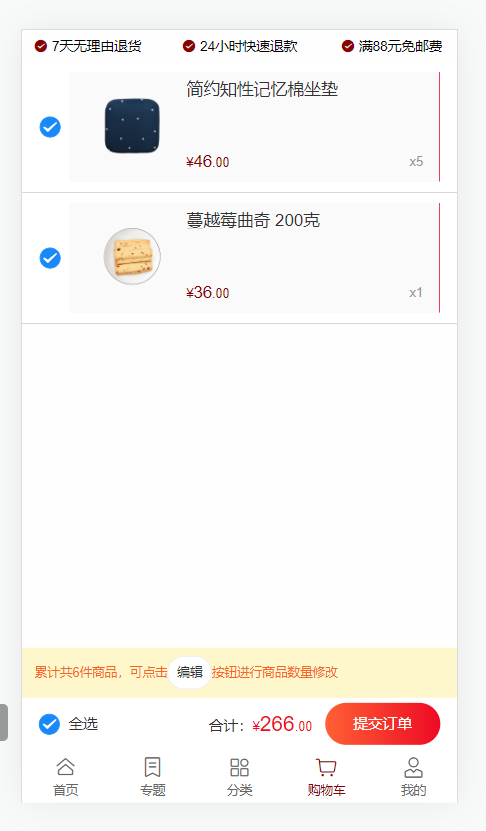 7天无理由退货 24小时快速退款 满88元免邮费
简约知性记忆棉坐垫
¥46.00 x5
蔓越莓曲奇 200克
¥36.00 x1
累计共6件商品，可点击 编辑 按钮进行商品数量修改
全选 合计：¥266.00 提交订单
首页 专题 分类 购物车 我的